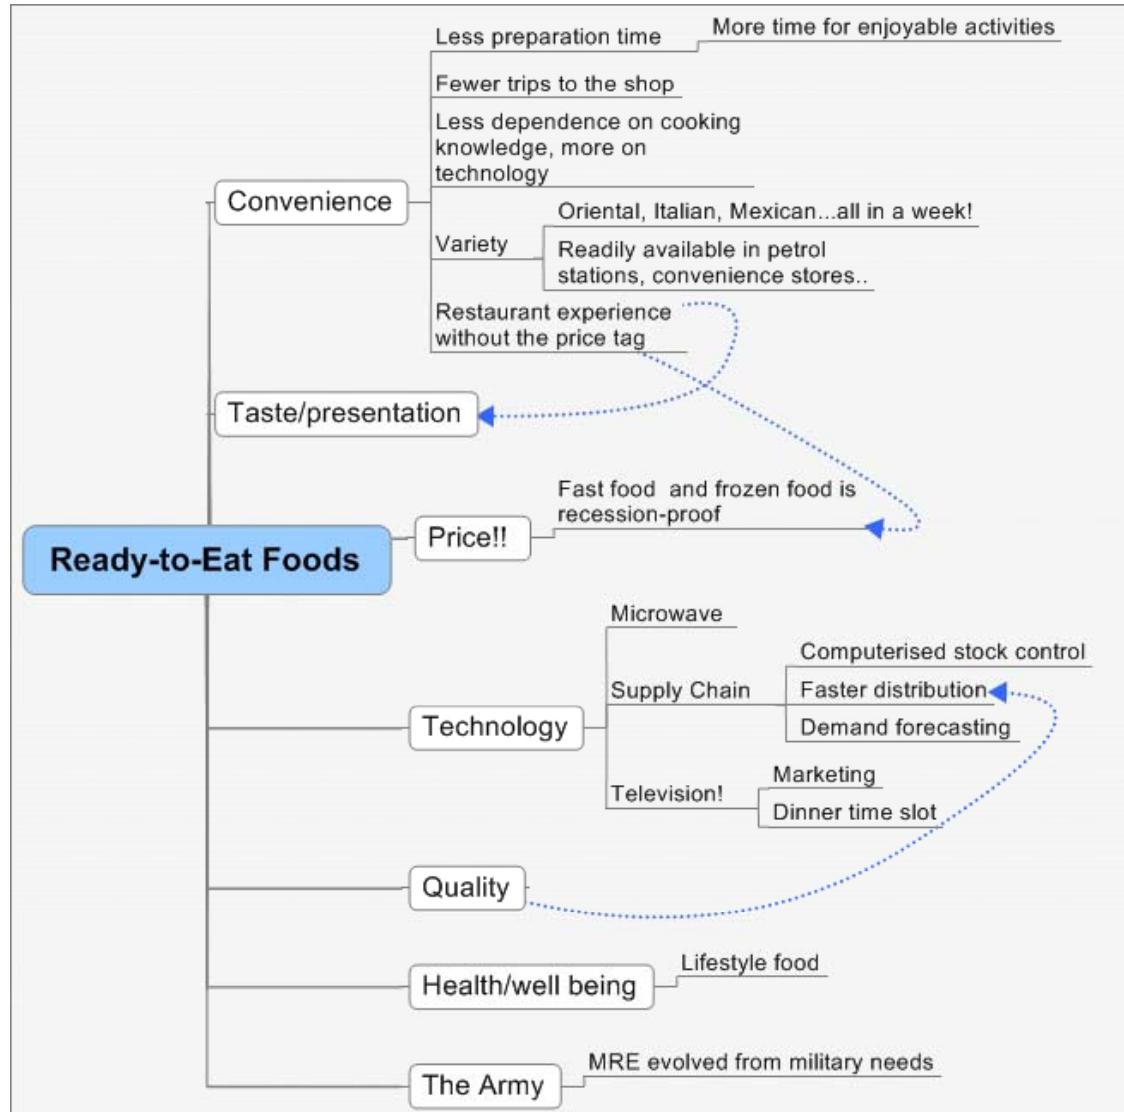 Less preparation time
More time for enjoyable activities
Fewer trips to the shop
Less dependence on cooking
knowledge, more on
technology
Convenience
Variety
Oriental, Italian, Mexican...all in a week!
Readily available in petrol
stations, convenience stores..
Restaurant experience
without the price tag
Taste/presentation
Price!!
Fast food  and frozen food is
recession-proof
Ready-to-Eat Foods
Technology
Microwave
Supply Chain
Computerised stock control
Faster distribution
Demand forecasting
Television!
Marketing
Dinner time slot
Quality
Health/well being
Lifestyle food
The Army
MRE evolved from military needs